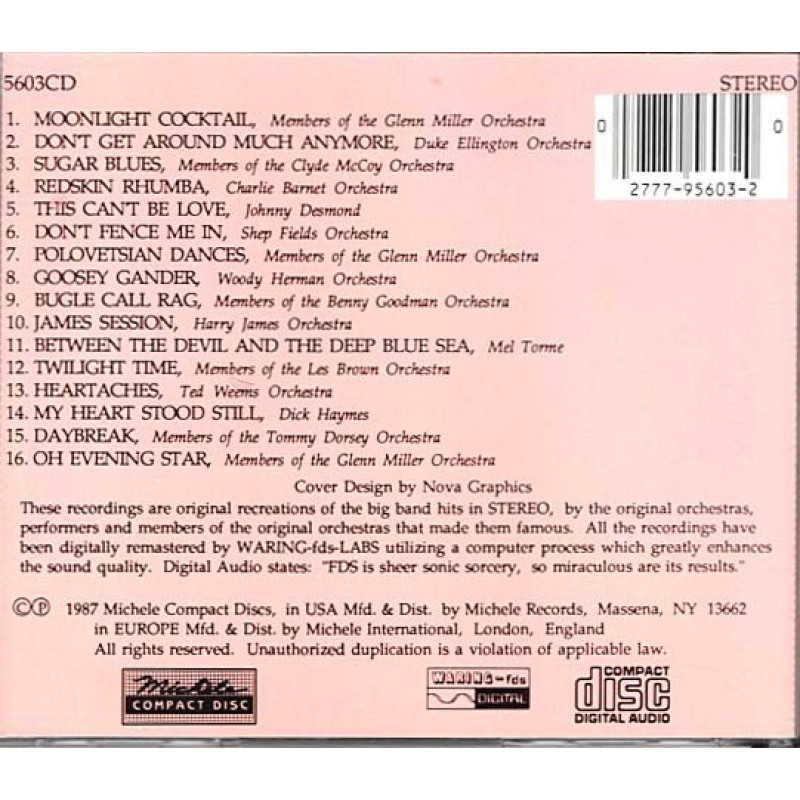 5603CD
STEREO
1. MOONLIGHT COCKTAIL, Members of the Glenn Miller Orchestra
2. DON'T GET AROUND MUCH ANYMORE, Duke Ellington Orchestra
3. SUGAR BLUES, Members of the Clyde McCoy Orchestra
4. REDSKIN RHUMBA, Charlie Barnet Orchestra
5. THIS CAN'T BE LOVE, Johnny Desmond
6. DON'T FENCE ME IN, Shep Fields Orchestra
7. POLOVETSIAN DANCES, Members of the Glenn Miller Orchestra
8. GOOSEY GANDER, Woody Herman Orchestra
9. BUGLE CALL RAG, Members of the Benny Goodman Orchestra
10. JAMES SESSION, Harry James Orchestra
11. BETWEEN THE DEVIL AND THE DEEP BLUE SEA, Mel Torme
12. TWILIGHT TIME, Members of the Les Brown Orchestra
13. HEARTACHES, Ted Weems Orchestra
14. MY HEART STOOD STILL, Dick Haymes
15. DAYBREAK, Members of the Tommy Dorsey Orchestra
16. OH EVENING STAR, Members of the Glenn Miller Orchestra
0 0
2777-95603-2
Cover Design by Nova Graphics
These recordings are original recreations of the big band hits in STEREO, by the original orchestras,
performers and members of the original orchestras that made them famous. All the recordings have
been digitally remastered by WARING-fds-LABS utilizing a computer process which greatly enhances
the sound quality. Digital Audio states: "FDS is sheer sonic sorcery, so miraculous are its results."
©℗ 1987 Michele Compact Discs, in USA Mfd. & Dist. by Michele Records, Massena, NY 13662
in EUROPE Mfd. & Dist. by Michele International, London, England
All rights reserved. Unauthorized duplication is a violation of applicable law.
Michele
COMPACT DISC
WARING-fds
DIGITAL
COMPACT
disc
DIGITAL AUDIO